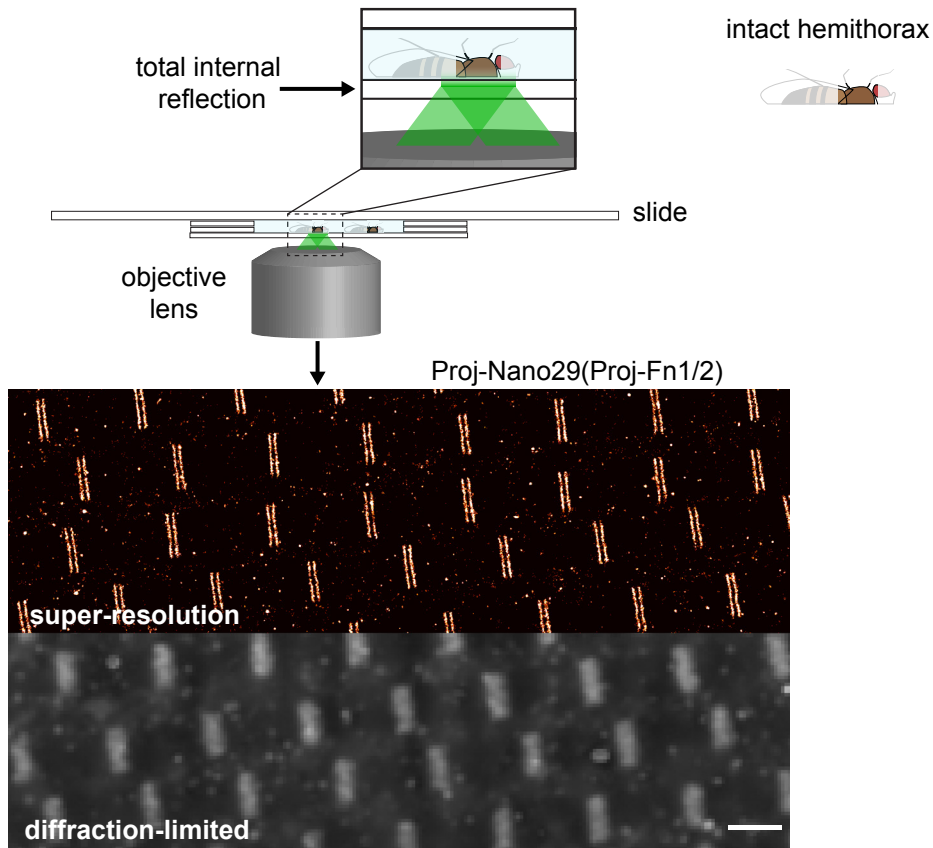 intact hemithorax
total internal
reflection
slide
objective
lens
Proj-Nano29(Proj-Fn1/2)
super-resolution
diffraction-limited